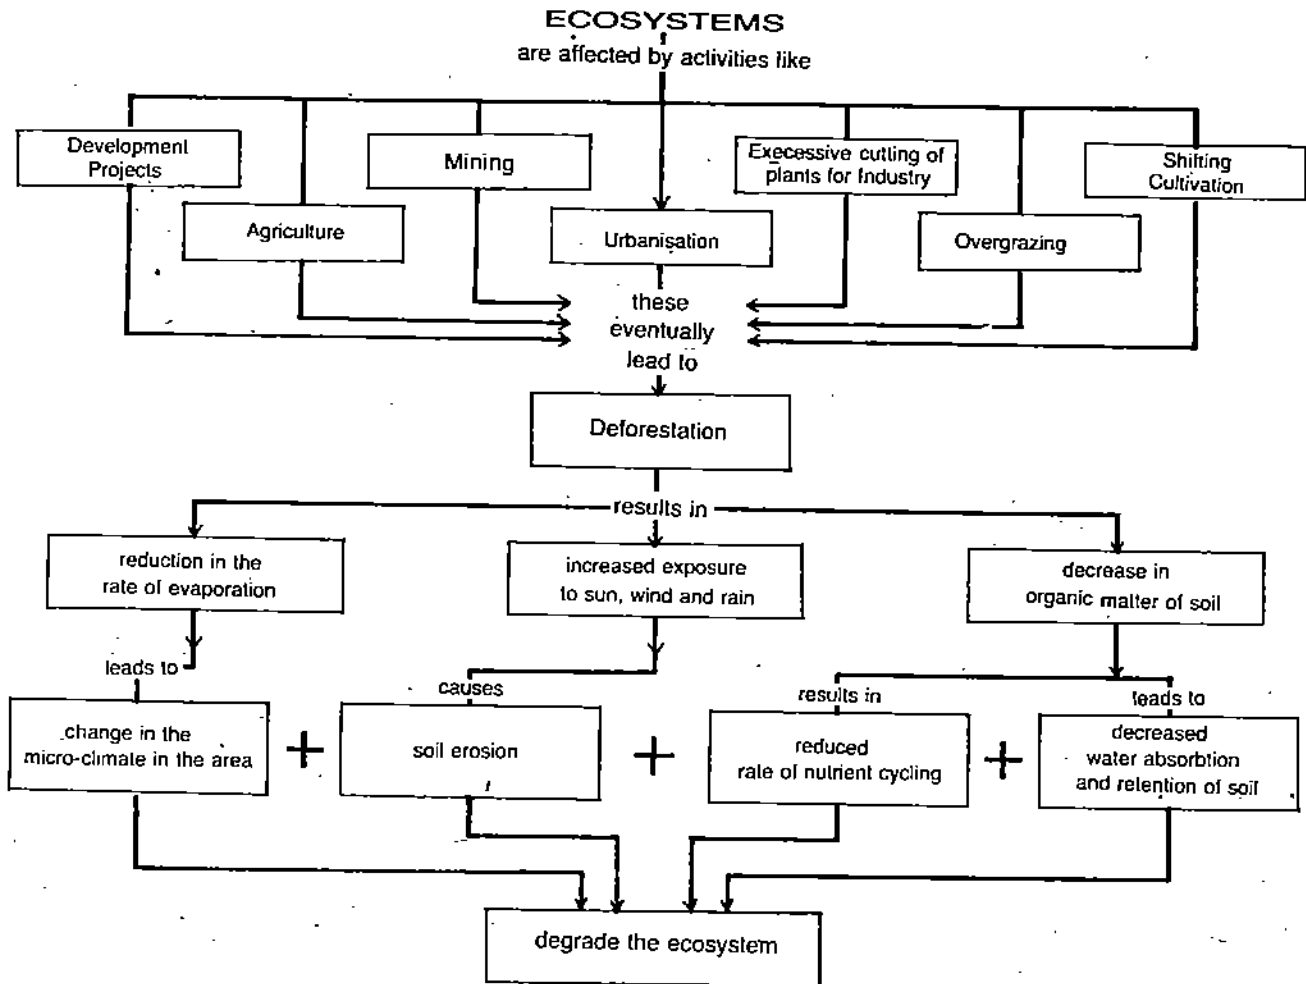 ECOSYSTEMS
are affected by activities like
Development
Projects
Agriculture
Mining
Urbanisation
Execessive cutting of
plants for Industry
Overgrazing
Shifting
Cultivation
these
eventually
lead to
Deforestation
results in
reduction in the
rate of evaporation
increased exposure
to sun, wind and rain
decrease in
organic matter of soil
leads to
causes
results in
leads to
change in the
micro-climate in the area
+
soil erosion
+
reduced
rate of nutrient cycling
+
decreased
water absorbtion
and retention of soil
degrade the ecosystem